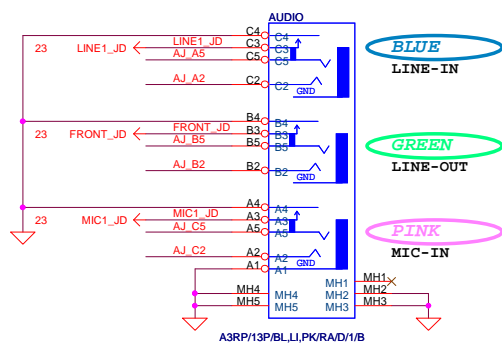 AUDIO
C4 C4
23 LINE1_JD LINE1_JD C3 C3
AJ_A5 C5 C5
AJ_A2 C2 C2
GND
BLUE
LINE-IN
B4 B4
23 FRONT_JD FRONT_JD B3 B3
AJ_B5 B5 B5
AJ_B2 B2 B2
GND
GREEN
LINE-OUT
A4 A4
23 MIC1_JD MIC1_JD A3 A3
AJ_C5 A5 A5
AJ_C2 A2 A2
GND
A1 A1
PINK
MIC-IN
MH1 MH1
MH4 MH4 MH2 MH2
MH5 MH5 MH3 MH3
A3RP/13P/BL,LI,PK/RA/D/1/B